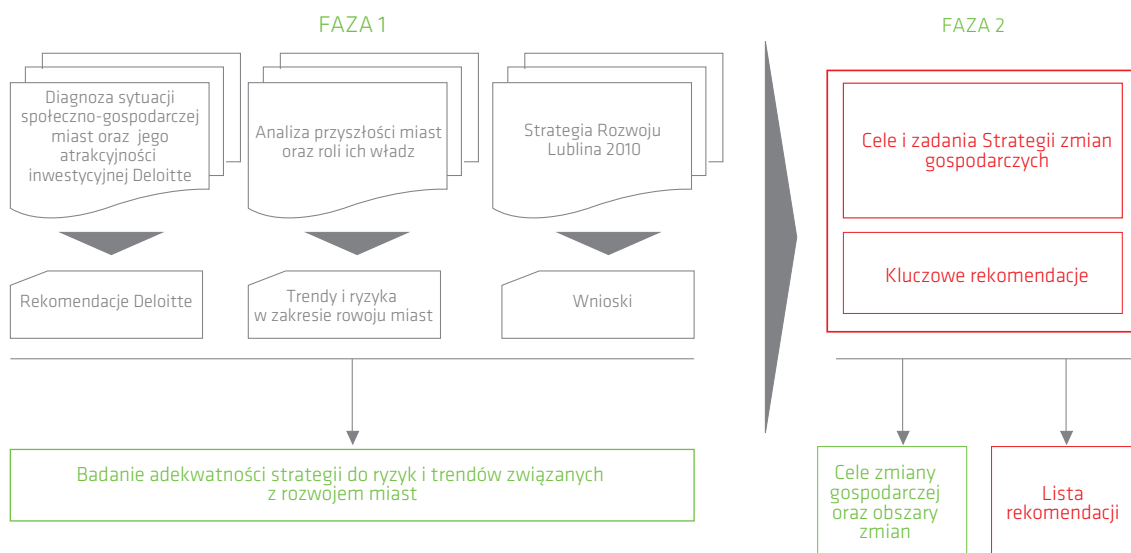 FAZA 1
Diagnoza sytuacji
społeczno-gospodarczej
miast oraz jego
atrakcyjności
inwestycyjnej Deloitte
Analiza przyszłości miast
oraz roli ich władz
Strategia Rozwoju
Lublina 2010
Rekomendacje Deloitte
Trendy i ryzyka
w zakresie rowoju miast
Wnioski
Badanie adekwatności strategii do ryzyk i trendów związanych
z rozwojem miast
FAZA 2
Cele i zadania Strategii zmian
gospodarczych
Kluczowe rekomendacje
Cele zmiany
gospodarczej
oraz obszary
zmian
Lista
rekomendacji